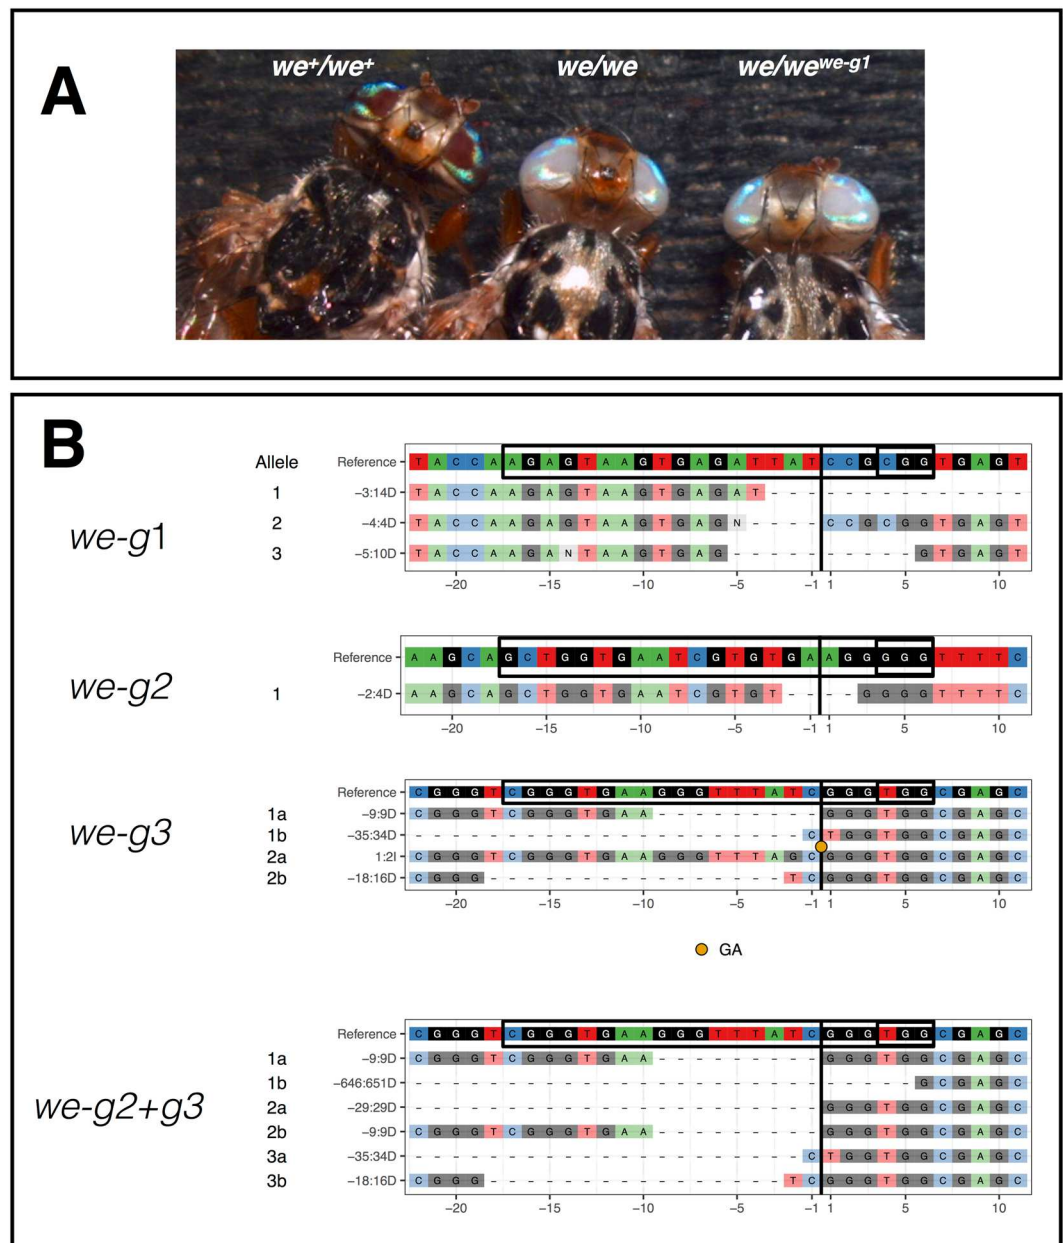 A
we+/we+ we/we we/wewe-g1
B
Allele Reference T A C C A A G A G T A A G T G A G A T T A T C C G C G G T G A G T
1 −3:14D T A C C A A G A G T A A G T G A G A T - - - - - - - - - - - - - -
we-g1 2 −4:4D T A C C A A G A G T A A G T G A G N - - - - C C G C G G T G A G T
3 −5:10D T A C C A A G A N T A A G T G A G - - - - - - - - - - G T G A G T
−20 −15 −10 −5 −1 1 5 10
Reference A A G C A G C T G G T G A A T C G T G T G A A G G G G G T T T T C
we-g2 1 −2:4D A A G C A G C T G G T G A A T C G T G T - - - - G G G G T T T T C
−20 −15 −10 −5 −1 1 5 10
Reference C G G G T C G G G T G A A G G G T T T A T C G G G T G G C G A G C
1a −9:9D C G G G T C G G G T G A A - - - - - - - - - G G G T G G C G A G C
we-g3 1b −35:34D - - - - - - - - - - - - - - - - - - - - - C T G G T G G C G A G C
2a 1:2I C G G G T C G G G T G A A G G G T T T A G C G G G T G G C G A G C
2b −18:16D C G G G - - - - - - - - - - - - - - - - T C G G G T G G C G A G C
−20 −15 −10 −5 −1 1 5 10
GA
Reference C G G G T C G G G T G A A G G G T T T A T C G G G T G G C G A G C
1a −9:9D C G G G T C G G G T G A A - - - - - - - - - G G G T G G C G A G C
1b −646:651D - - - - - - - - - - - - - - - - - - - - - - - - - - - G C G A G C
we-g2+g3 2a −29:29D - - - - - - - - - - - - - - - - - - - - - - G G G T G G C G A G C
2b −9:9D C G G G T C G G G T G A A - - - - - - - - - G G G T G G C G A G C
3a −35:34D - - - - - - - - - - - - - - - - - - - - - C T G G T G G C G A G C
3b −18:16D C G G G - - - - - - - - - - - - - - - - T C G G G T G G C G A G C
−20 −15 −10 −5 −1 1 5 10